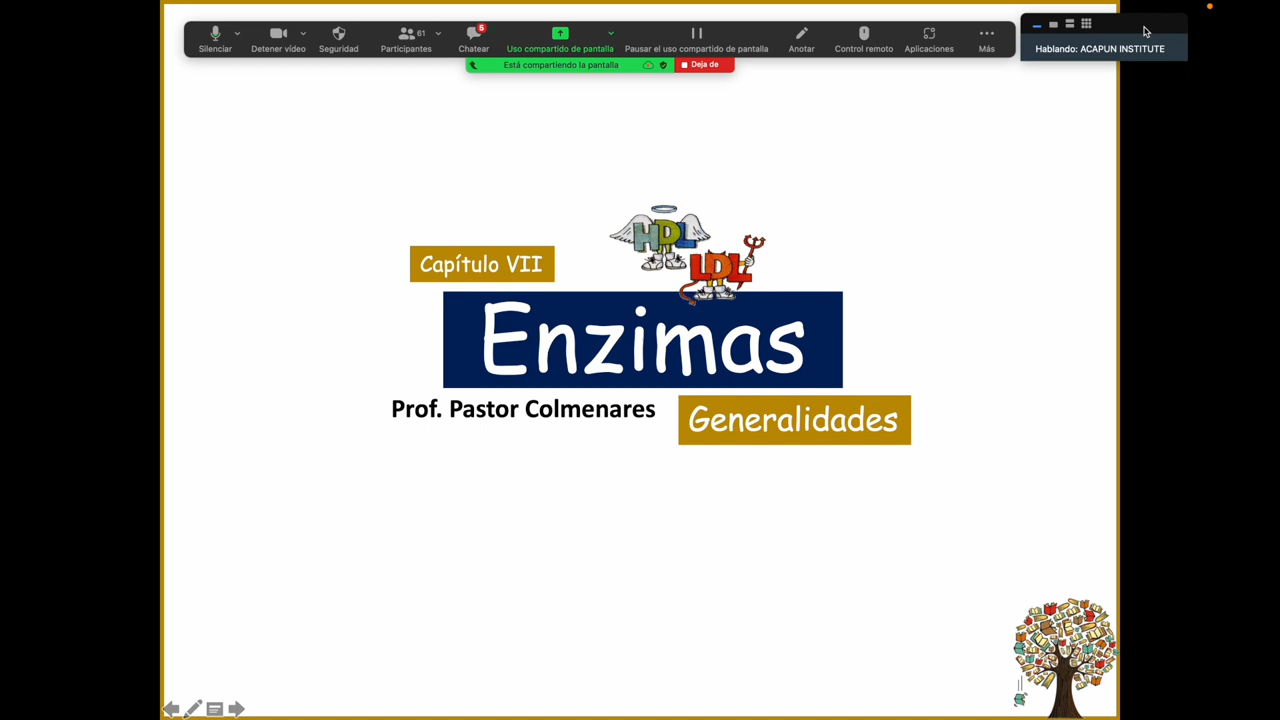 61
5
Silenciar
Detener vídeo
Seguridad
Participantes
Chatear
Uso compartido de pantalla
Pausar el uso compartido de pantalla
Anotar
Control remoto
Aplicaciones
Más
Hablando: ACAPUN INSTITUTE
Está compartiendo la pantalla
Deja de
HDL
LDL
Capítulo VII
Enzimas
Prof. Pastor Colmenares
Generalidades